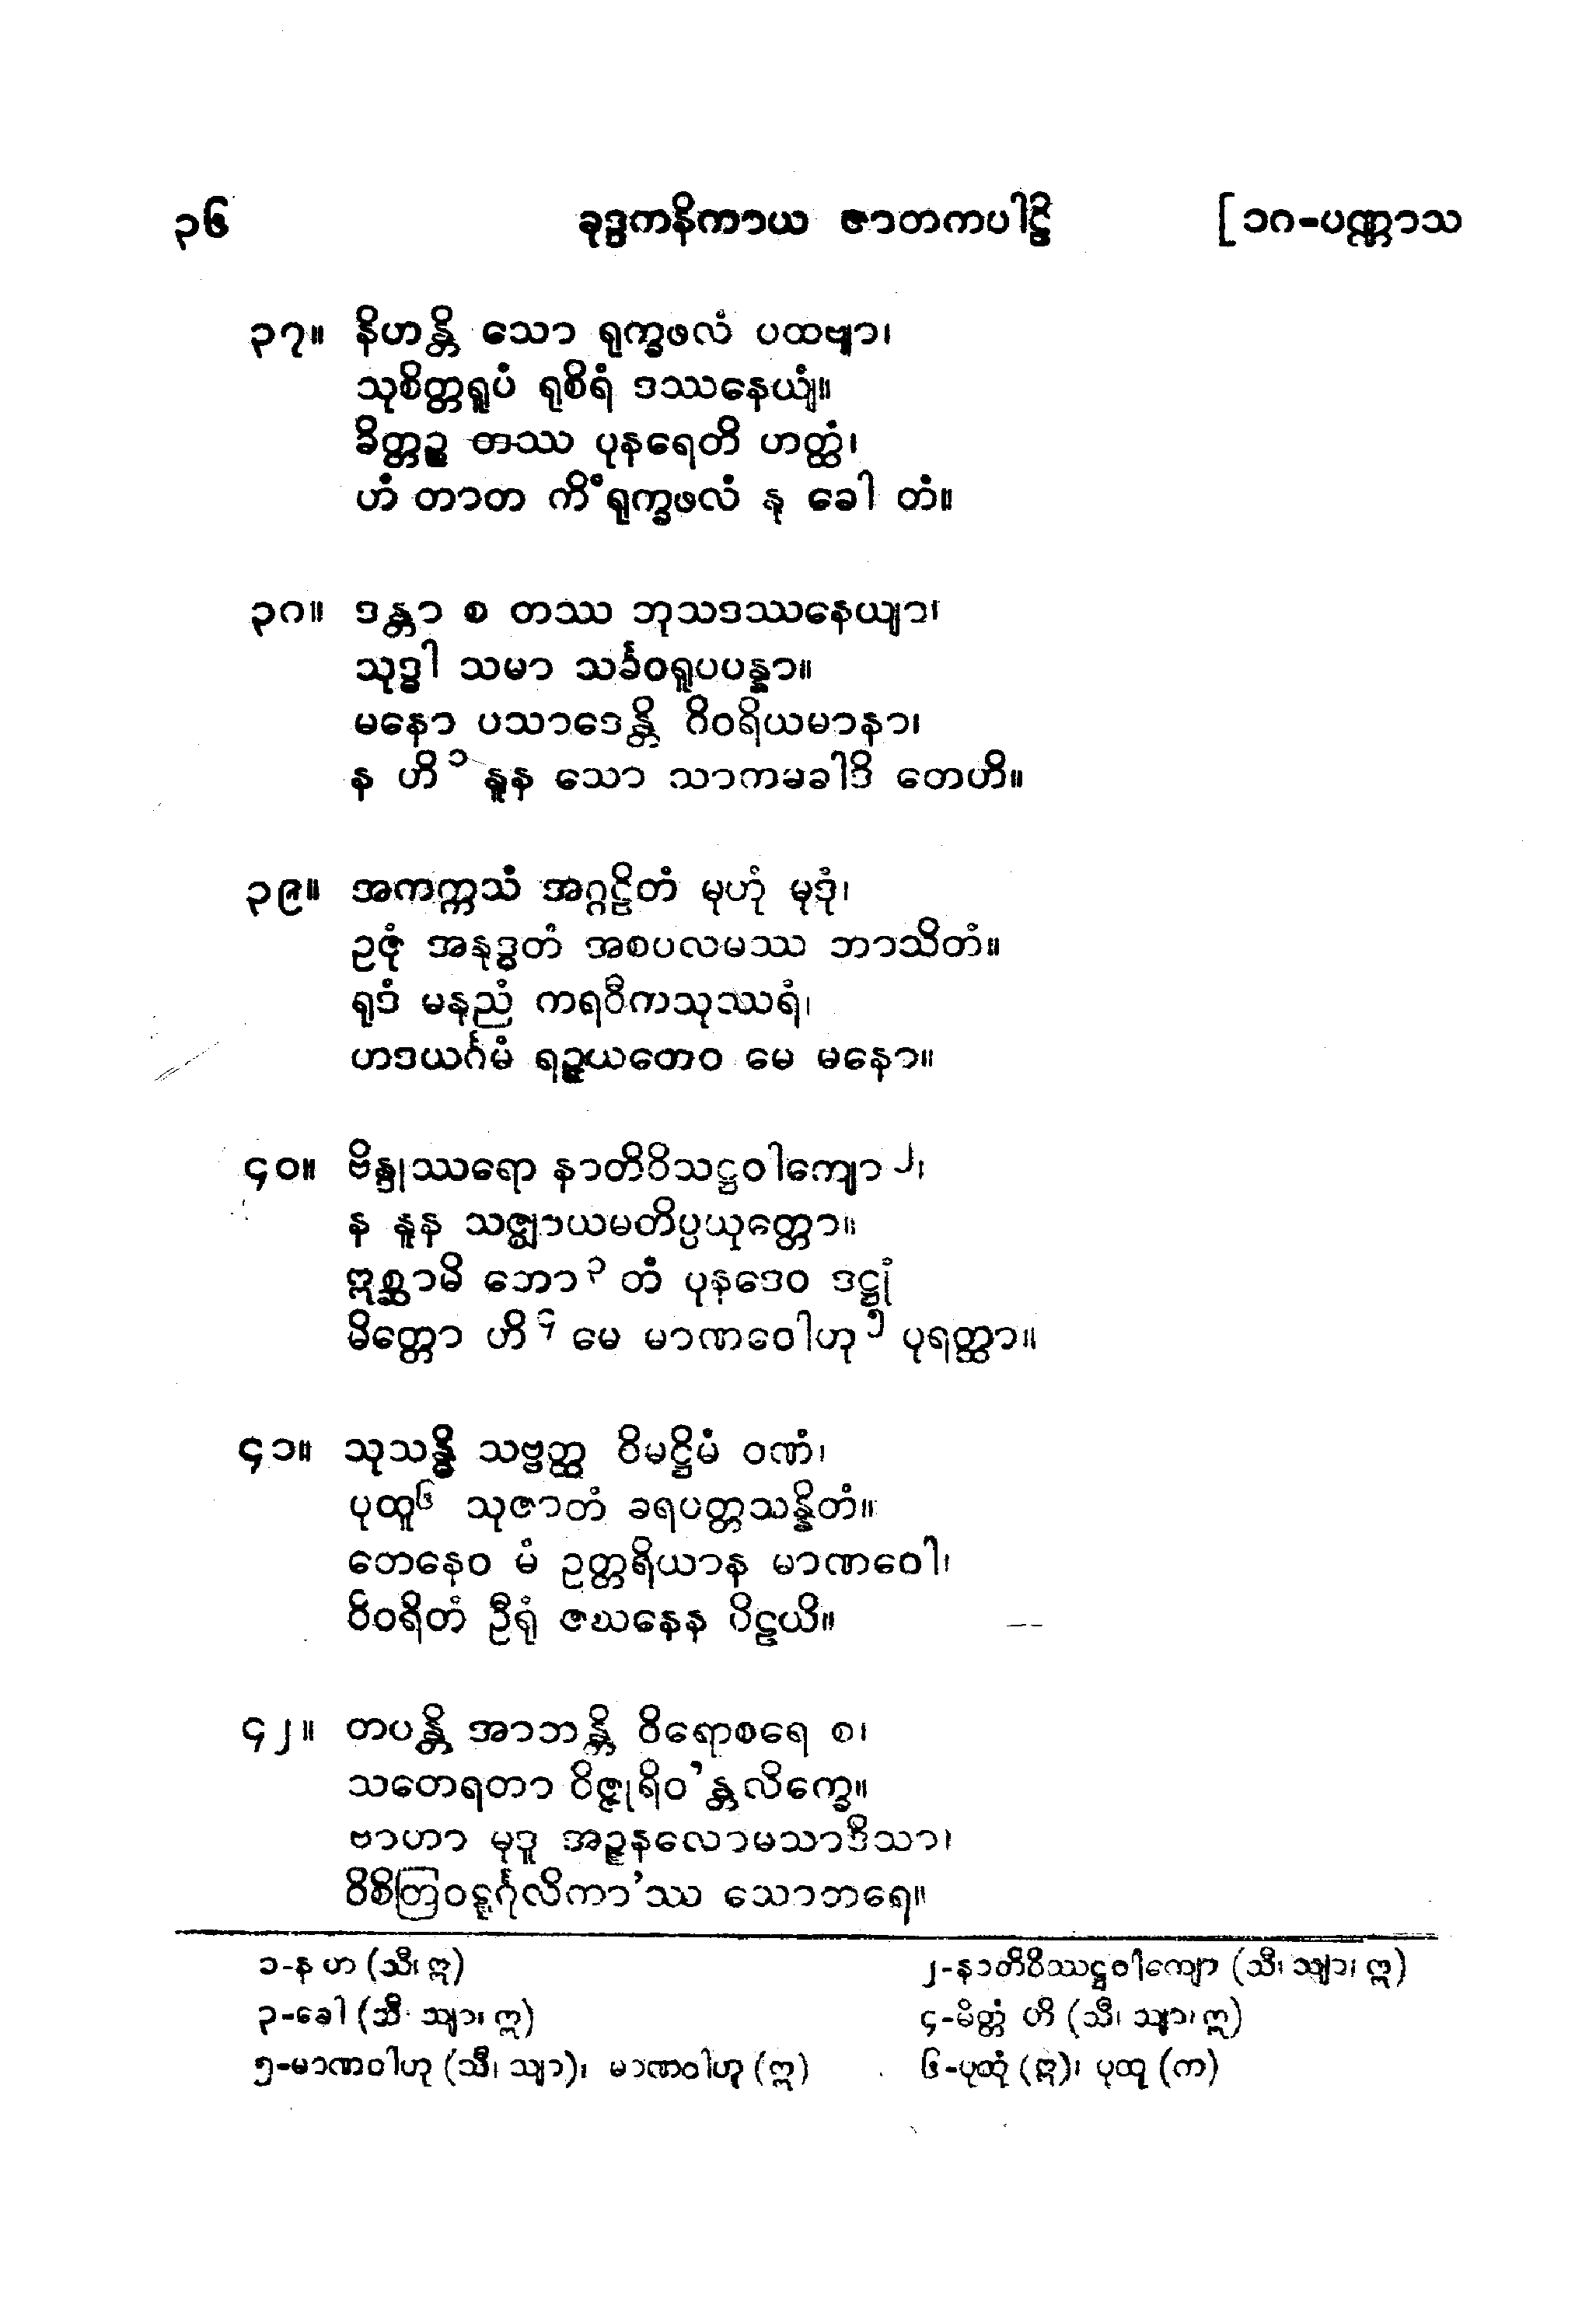 ၃၆ ခုဒ္ဒကနိကာယ ဇာတကပါဠိ [၁၈-ပဏ္ဏာသ
၃၇။ နိဟန္တိ သော ရုက္ခဖလံ ပထဗျာ၊
သုစိတ္တရူပံ ရုစိရံ ဒဿနေယျံ။
ခိတ္တဉ္စ တဿ ပုနရေတိ ဟတ္ထံ၊
ဟံ တာတ ကိံရုက္ခဖလံ နု ခေါ တံ။
၃၈။ ဒန္တာ စ တဿ ဘုသဒဿနေယျာ၊
သုဒ္ဓါ သမာ သင်္ခဝရူပပန္နာ။
မနော ပသာဒေန္တိ ဝိဝရိယမာနာ၊
န ဟိ၁ နူန သော သာကမခါဒိ တေဟိ။
၃၉။ အကက္ကသံ အဂ္ဂဠိတံ မုဟုံ မုဒုံ၊
ဥဇုံ အနုဒ္ဓတံ အစပလမဿ ဘာသိတံ။
ရုဒံ မနညံ ကရဝီကသုဿရံ၊
ဟဒယင်္ဂမံ ရဉ္ဇယတေဝ မေ မနော။
၄၀။ ဗိန္ဒုဿရော နာတိဝိသဋ္ဌဝါကျော၂၊
န နူန သဇ္ဈာယမတိပ္ပယုတ္တော။
ဣစ္ဆာမိ ဘော၃ တံ ပုနဒေဝ ဒဋ္ဌုံ
မိတ္တော ဟိ၄ မေ မာဏဝေါဟု၅ ပုရတ္ထာ။
၄၁။ သုသန္ဓိ သဗ္ဗတ္ထ ဝိမဋ္ဌိမံ ဝဏံ၊
ပုထူ၆ သုဇာတံ ခရပတ္တသန္နိတံ။
တေနေဝ မံ ဥတ္တရိယာန မာဏဝေါ၊
ဝိဝရိတံ ဦရုံ ဇဃနေန ပိဠယိ။
၄၂။ တပန္တိ အာဘန္တိ ဝိရောစရေ စ၊
သတေရတာ ဝိဇ္ဇုရိဝ’န္တလိက္ခေ။
ဗာဟာ မုဒူ အဉ္ဇနလောမသာဒိသာ၊
ဝိစိတြဝဋ္ဋင်္ဂုလိကာ’ဿ သောဘရေ။
၁-န ဟ (သီ၊ ဣ) ၂-နာတိဝိဿဋ္ဌဝါကျော (သီ၊ သျာ၊ ဣ)
၃-ခေါ (သီ၊ သျာ၊ ဣ) ၄-မိတ္တံ ဟိ (သီ၊ သျာ၊ ဣ)
၅-မာဏဝါဟု (သီ၊ သျာ)၊ မာဏဝါဟူ (ဣ) ၆-ပုထုံ (ဣ)၊ ပုထု (က)